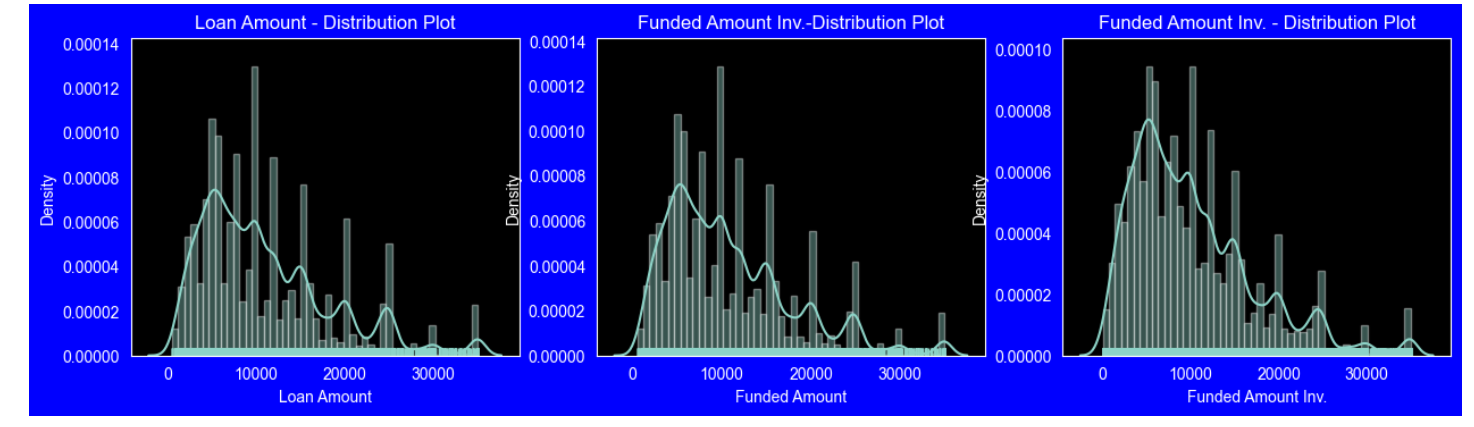 Loan Amount - Distribution Plot
0.00014
0.00012
0.00010
0.00008
0.00006
0.00004
0.00002
0.00000
Density
0 10000 20000 30000
Loan Amount
Funded Amount Inv.-Distribution Plot
0.00014
0.00012
0.00010
0.00008
0.00006
0.00004
0.00002
0.00000
Density
0 10000 20000 30000
Funded Amount
Funded Amount Inv. - Distribution Plot
0.00010
0.00008
0.00006
0.00004
0.00002
0.00000
Density
0 10000 20000 30000
Funded Amount Inv.